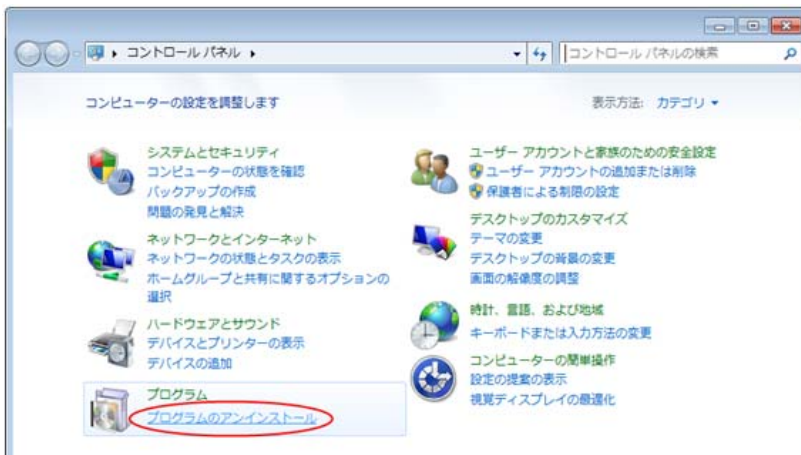 コントロール パネル
コントロール パネルの検索
コンピューターの設定を調整します
表示方法: カテゴリ
システムとセキュリティ
コンピューターの状態を確認
バックアップの作成
問題の発見と解決
ネットワークとインターネット
ネットワークの状態とタスクの表示
ホームグループと共有に関するオプションの
選択
ハードウェアとサウンド
デバイスとプリンターの表示
デバイスの追加
プログラム
プログラムのアンインストール
ユーザー アカウントと家族のための安全設定
ユーザー アカウントの追加または削除
保護者による制限の設定
デスクトップのカスタマイズ
テーマの変更
デスクトップの背景の変更
画面の解像度の調整
時計、言語、および地域
キーボードまたは入力方法の変更
コンピューターの簡単操作
設定の提案の表示
視覚ディスプレイの最適化